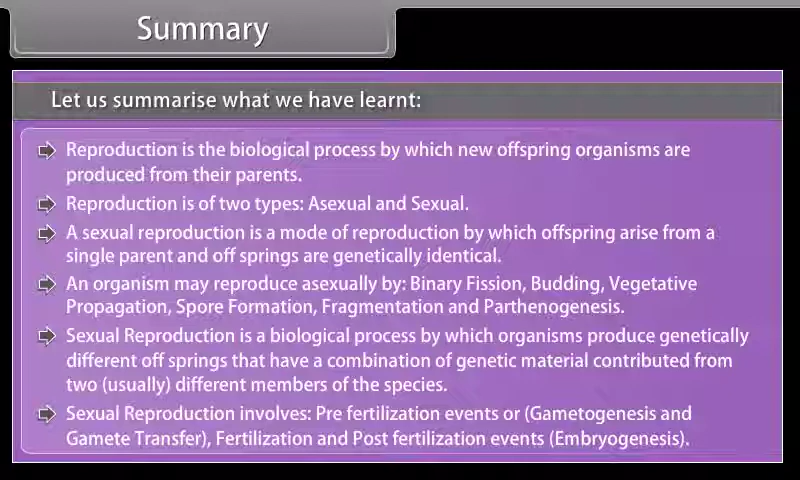 Summary
Let us summarise what we have learnt:
Reproduction is the biological process by which new offspring organisms are
produced from their parents.
Reproduction is of two types: Asexual and Sexual.
A sexual reproduction is a mode of reproduction by which offspring arise from a
single parent and off springs are genetically identical.
An organism may reproduce asexually by: Binary Fission, Budding, Vegetative
Propagation, Spore Formation, Fragmentation and Parthenogenesis.
Sexual Reproduction is a biological process by which organisms produce genetically
different off springs that have a combination of genetic material contributed from
two (usually) different members of the species.
Sexual Reproduction involves: Pre fertilization events or (Gametogenesis and
Gamete Transfer), Fertilization and Post fertilization events (Embryogenesis).